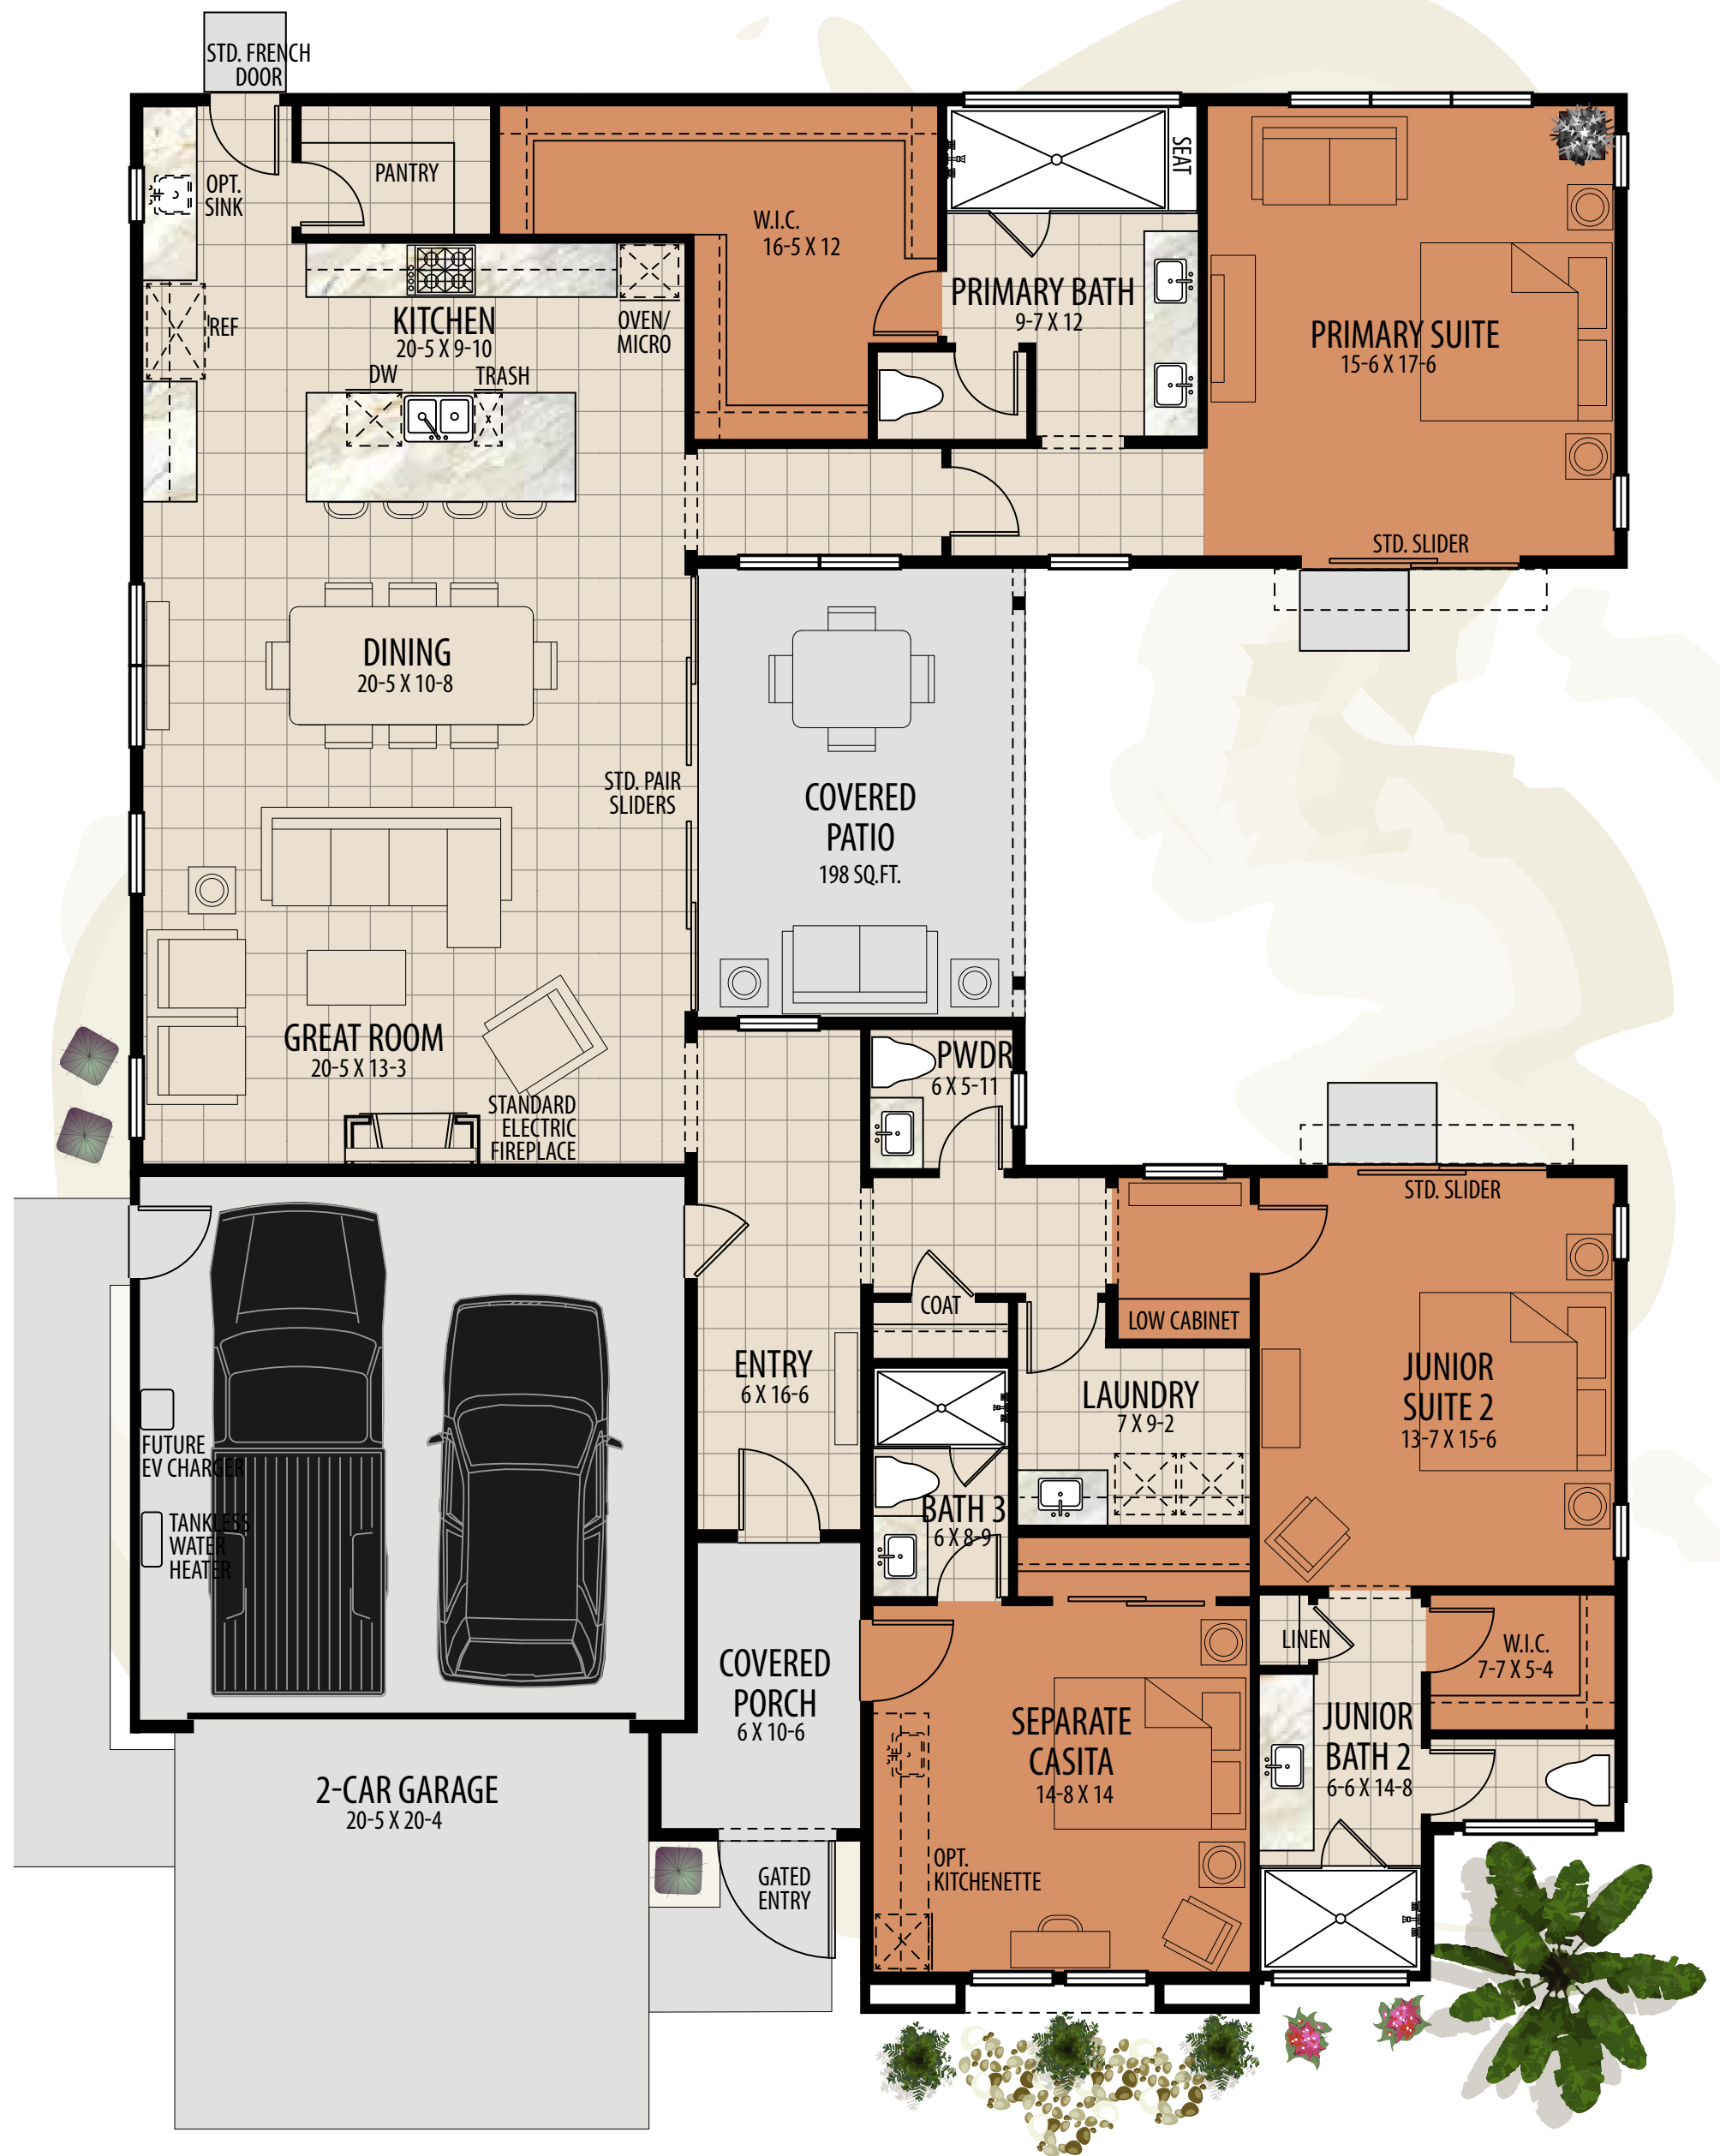 STD. FRENCH
DOOR
OPT.
SINK
PANTRY
W.I.C.
16-5 X 12
SEAT
PRIMARY BATH
9-7 X 12
PRIMARY SUITE
15-6 X 17-6
REF
KITCHEN
20-5 X 9-10
OVEN/
MICRO
DW
TRASH
STD. SLIDER
DINING
20-5 X 10-8
STD. PAIR
SLIDERS
COVERED
PATIO
198 SQ.FT.
GREAT ROOM
20-5 X 13-3
STANDARD
ELECTRIC
FIREPLACE
PWDR
6 X 5-11
STD. SLIDER
COAT
LOW CABINET
ENTRY
6 X 16-6
LAUNDRY
7 X 9-2
JUNIOR
SUITE 2
13-7 X 15-6
FUTURE
EV CHARGER
TANKLESS
WATER
HEATER
BATH 3
6 X 8-9
LINEN
W.I.C.
7-7 X 5-4
COVERED
PORCH
6 X 10-6
SEPARATE
CASITA
14-8 X 14
JUNIOR
BATH 2
6-6 X 14-8
2-CAR GARAGE
20-5 X 20-4
GATED
ENTRY
OPT.
KITCHENETTE